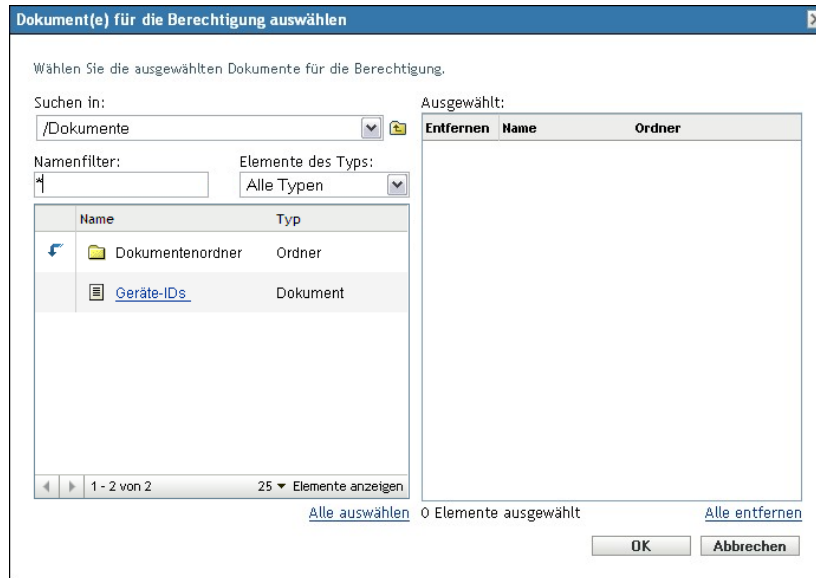 Dokument(e) für die Berechtigung auswählen
Wählen Sie die ausgewählten Dokumente für die Berechtigung.
Suchen in:
/Dokumente
Namenfilter:
Elemente des Typs:
*
Alle Typen
Name Typ
Dokumentenordner Ordner
Geräte-IDs Dokument
1 - 2 von 2
25 Elemente anzeigen
Alle auswählen
Ausgewählt:
Entfernen Name Ordner
0 Elemente ausgewählt
Alle entfernen
OK
Abbrechen